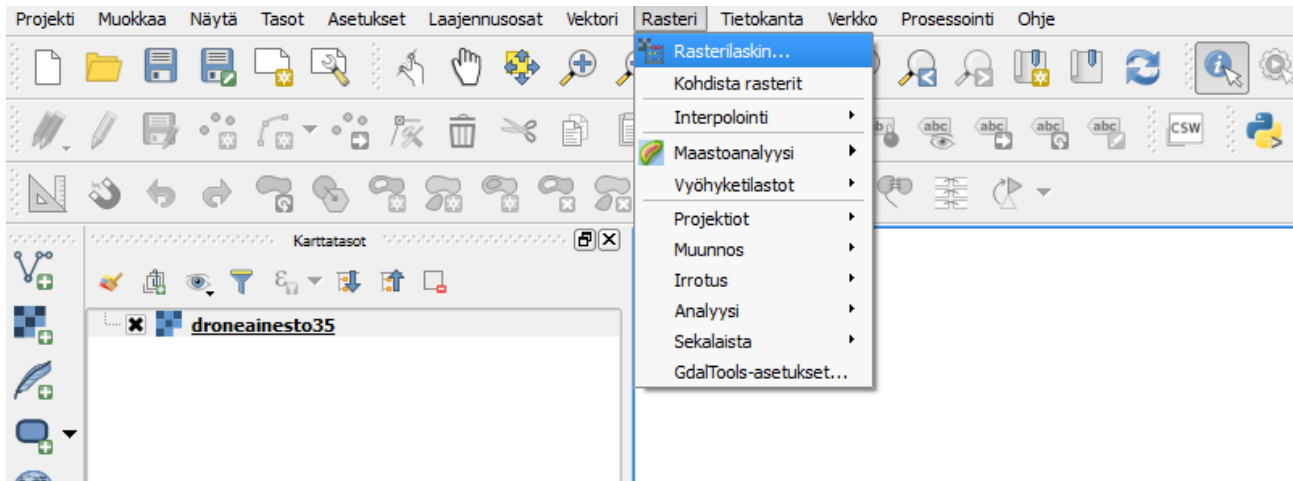 Projekti Muokkaa Näytä Tasot Asetukset Laajennusosat Vektori Rasteri Tietokanta Verkko Prosessointi Ohje
Rasterilaskin...
Kohdista rasterit
Interpolointi
Maastoanalyysi
Vyöhyketilastot
Projektiot
Muunnos
Irrotus
Analyysi
Sekalaista
GdalTools-asetukset...
abc abc abc CSW
Karttatasot
droneainesto35